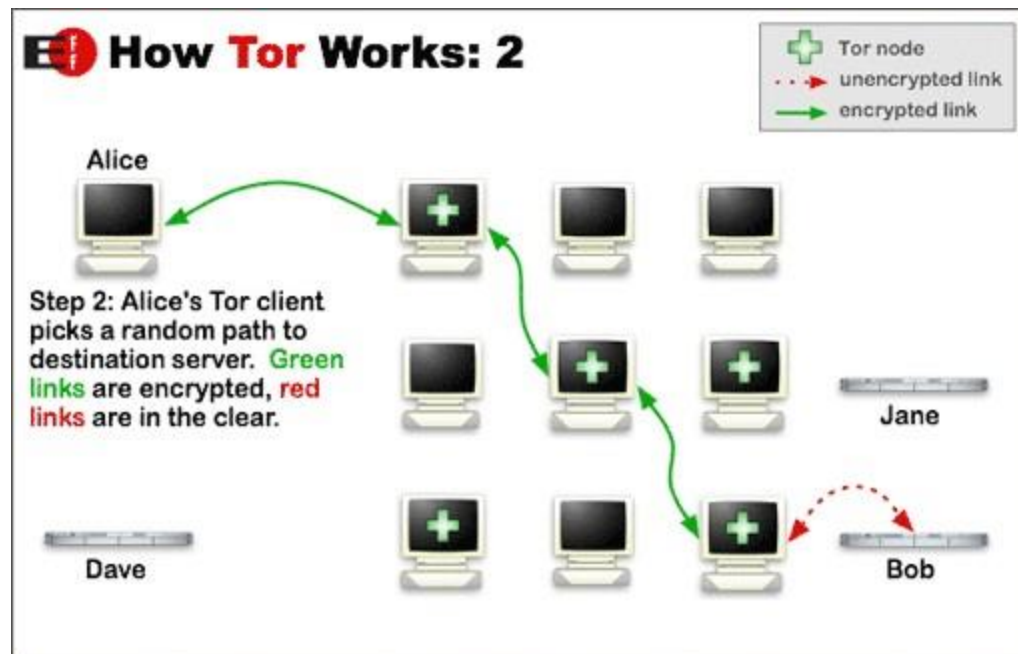 EFF How Tor Works: 2
Tor node
unencrypted link
encrypted link
Alice
Step 2: Alice's Tor client
picks a random path to
destination server. Green
links are encrypted, red
links are in the clear.
Jane
Dave
Bob